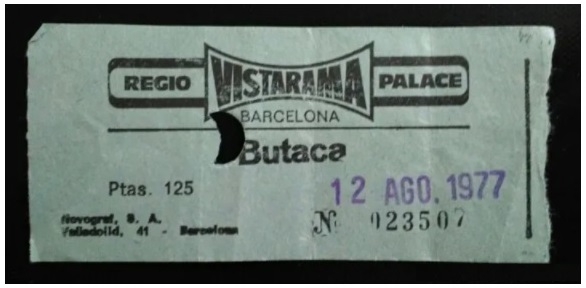 REGIO VISTARAMA PALACE
BARCELONA
Butaca
Ptas. 125
12 AGO. 1977
Novograf, S. A.
Valladolid, 41 - Barcelona
Nº 023507